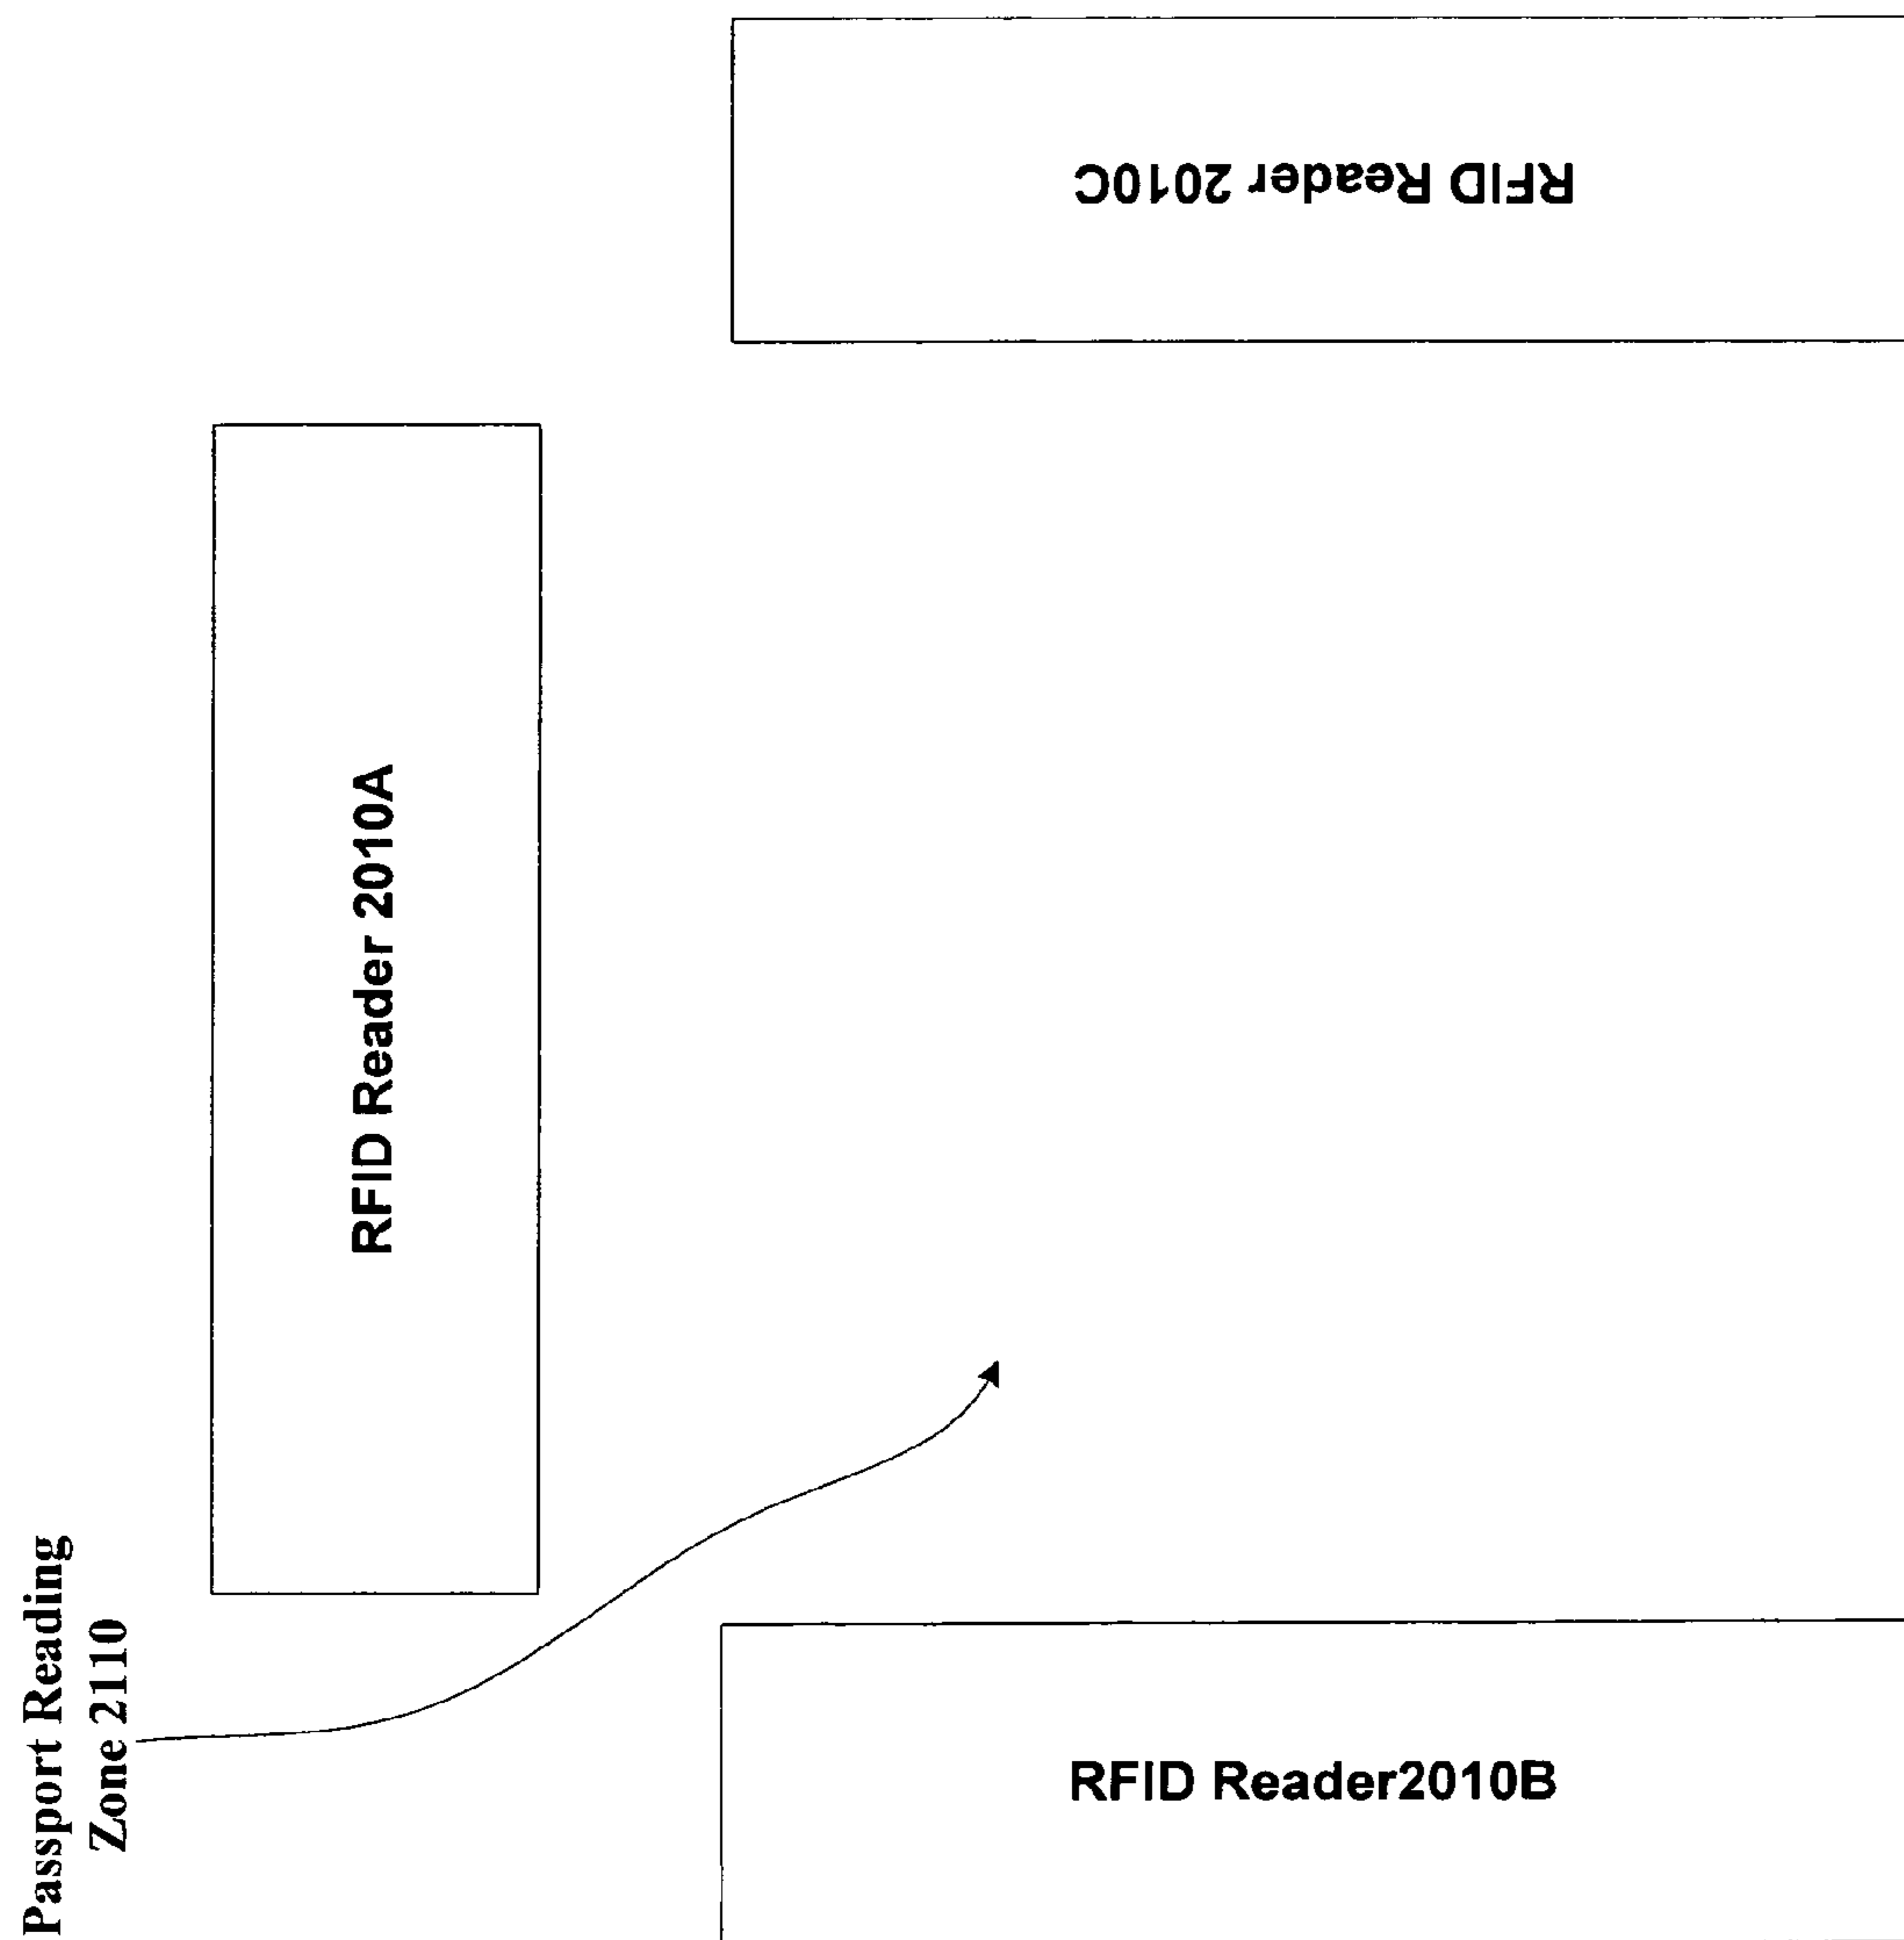 RFID Reader 2010C
RFID Reader 2010A
Passport Reading
Zone 2110
RFID Reader2010B